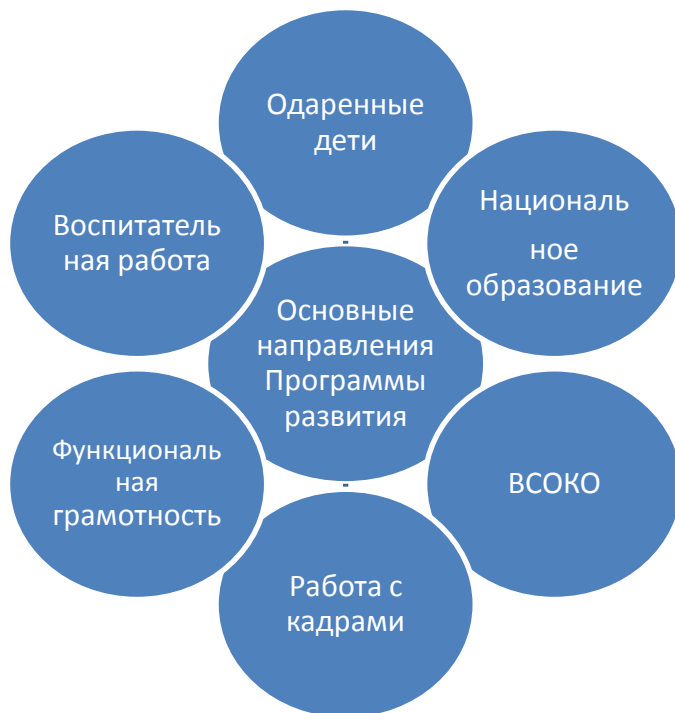 Одаренные
дети
Националь
ное
образование
ВСОКО
Работа с
кадрами
Функциональ
ная
грамотность
Воспитатель
ная работа
Основные
направления
Программы
развития